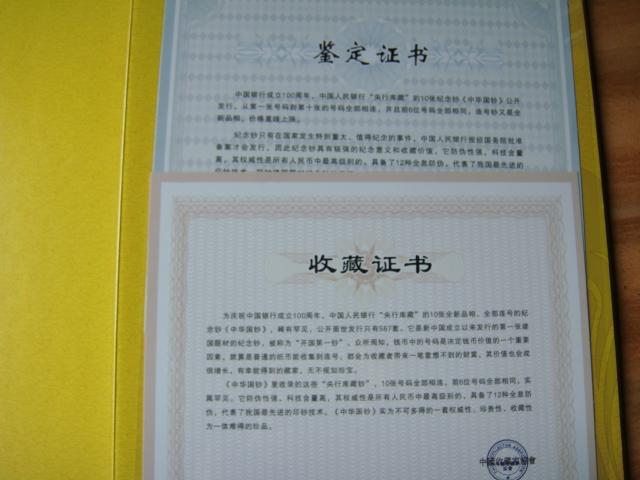 鉴定证书
中国银行成立100周年，中国人民银行“央行库藏”的10张纪念钞《中华国钞》公开
发行，从第一张号码到第十张的号码全部相连，并且前6位号码全部相同，连号钞又是全
新品相，价格直线上涨。
纪念钞只有在国家发生特别重大、值得纪念的事件，中国人民银行报经国务院批准
备案才会发行，因此纪念钞具有极强的纪念意义和收藏价值，它防伪性强、科技含量
高，其权威性是所有人民币中最高级别的，具备了12种全息防伪，代表了我国最先进的
收藏证书
为庆祝中国银行成立100周年，中国人民银行“央行库藏”的10张全新品相、全部连号的纪
念钞《中华国钞》，稀有罕见，公开面世发行只有587套。它是新中国成立以来发行的第一张建
国题材的纪念钞，被称为“开国第一钞”。众所周知，钱币中的号码是决定钱币价值的一个重要
因素，就算是普通的纸币能收集到连号，都会为收藏者带来一笔意想不到的财富，其价值也会成
倍增长，有幸能得到的藏家，无不视如珍宝。
《中华国钞》里收录的这些“央行库藏钞”，10张号码全部相连，前6位号码全部相同，实
属罕见。它防伪性强、科技含量高，其权威性是所有人民币中最高级别的，具备了12种全息防
伪，代表了我国最先进的印钞技术。《中华国钞》实为不可多得的一套权威性、珍贵性、收藏性
为一体难得的珍品。
中國收藏家協會